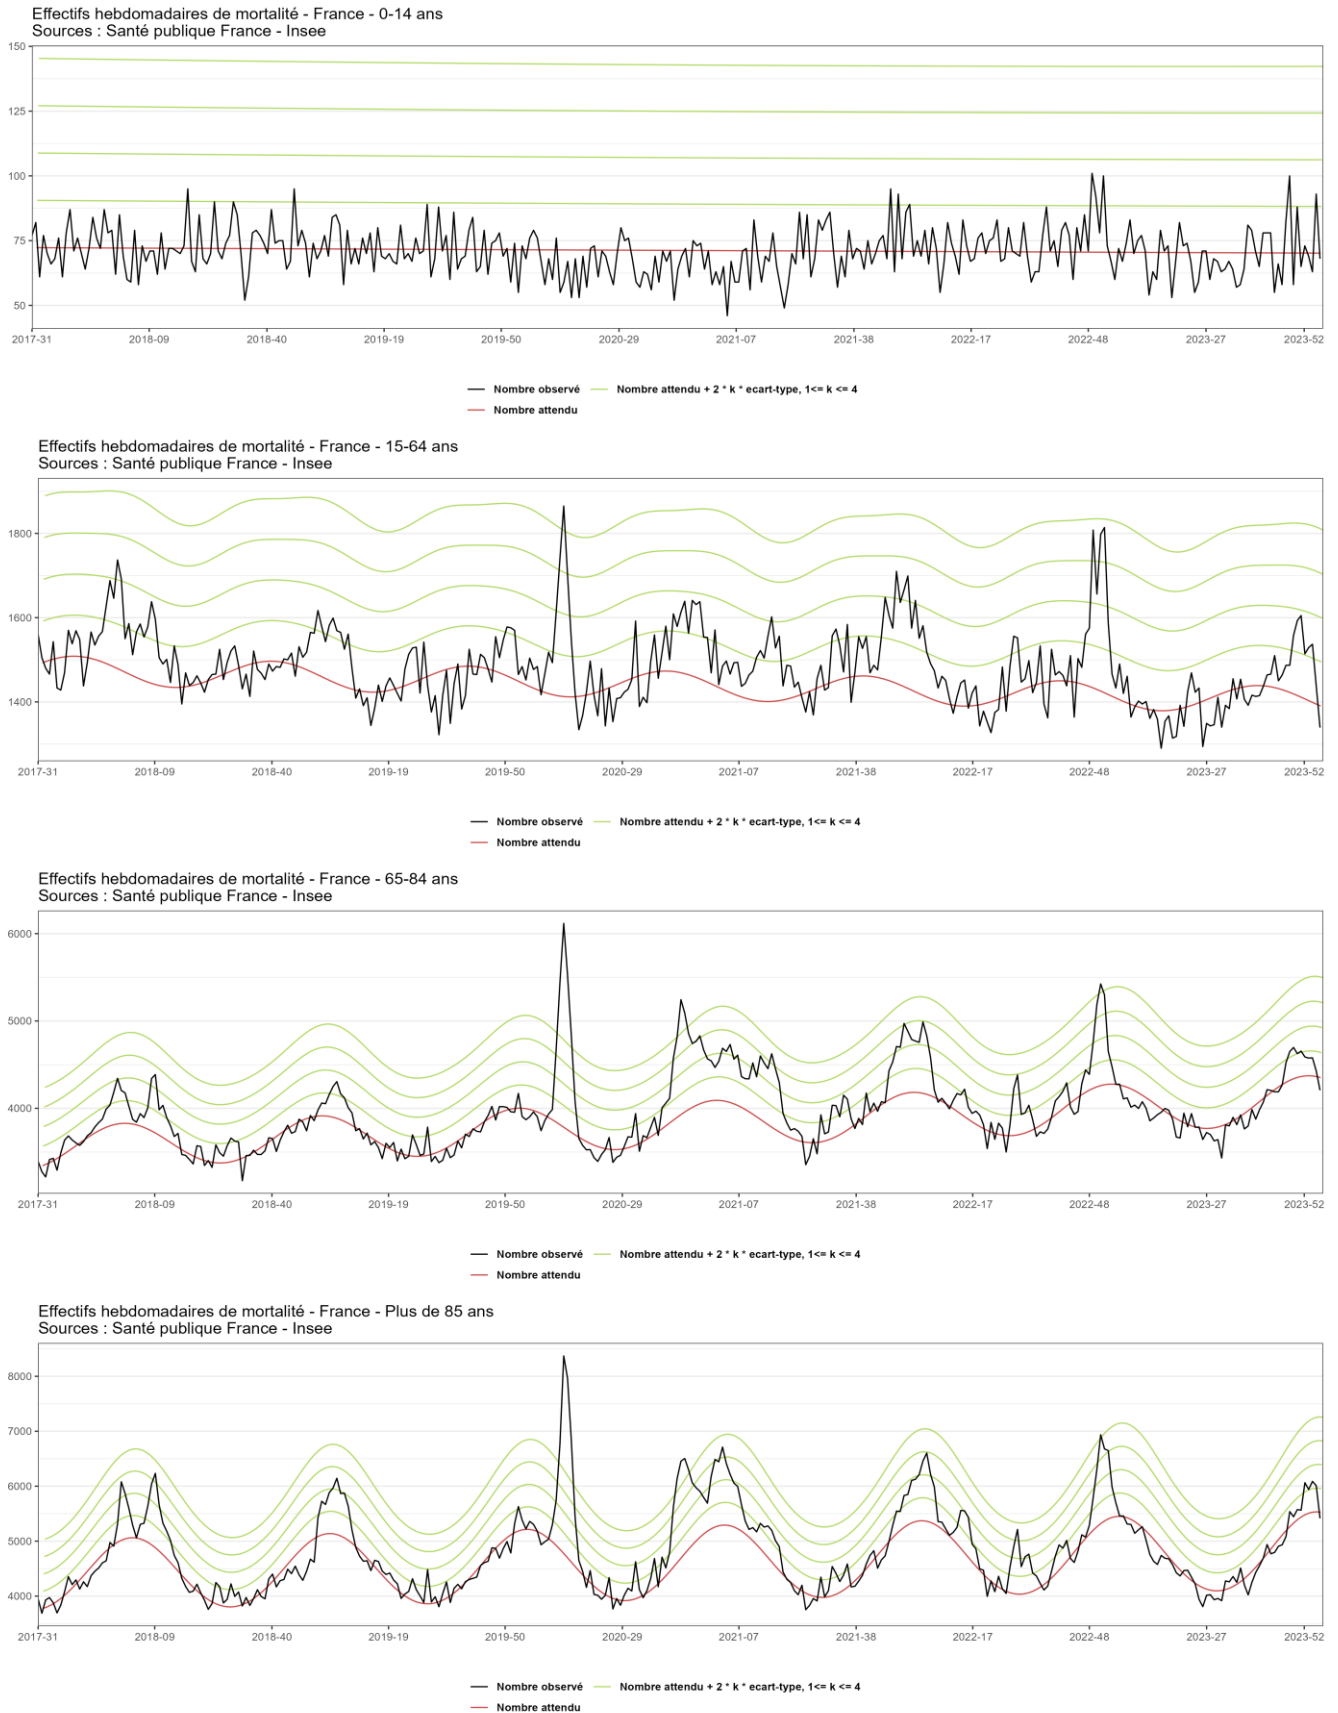 Effectifs hebdomadaires de mortalité - France - 0-14 ans
Sources : Santé publique France - Insee
150
125
100
75
50
2017-31 2018-09 2018-40 2019-19 2019-50 2020-29 2021-07 2021-38 2022-17 2022-48 2023-27 2023-52
Nombre observé Nombre attendu + 2 * k * ecart-type, 1<= k <= 4
Nombre attendu
Effectifs hebdomadaires de mortalité - France - 15-64 ans
Sources : Santé publique France - Insee
1800
1600
1400
2017-31 2018-09 2018-40 2019-19 2019-50 2020-29 2021-07 2021-38 2022-17 2022-48 2023-27 2023-52
Nombre observé Nombre attendu + 2 * k * ecart-type, 1<= k <= 4
Nombre attendu
Effectifs hebdomadaires de mortalité - France - 65-84 ans
Sources : Santé publique France - Insee
6000
5000
4000
2017-31 2018-09 2018-40 2019-19 2019-50 2020-29 2021-07 2021-38 2022-17 2022-48 2023-27 2023-52
Nombre observé Nombre attendu + 2 * k * ecart-type, 1<= k <= 4
Nombre attendu
Effectifs hebdomadaires de mortalité - France - Plus de 85 ans
Sources : Santé publique France - Insee
8000
7000
6000
5000
4000
2017-31 2018-09 2018-40 2019-19 2019-50 2020-29 2021-07 2021-38 2022-17 2022-48 2023-27 2023-52
Nombre observé Nombre attendu + 2 * k * ecart-type, 1<= k <= 4
Nombre attendu